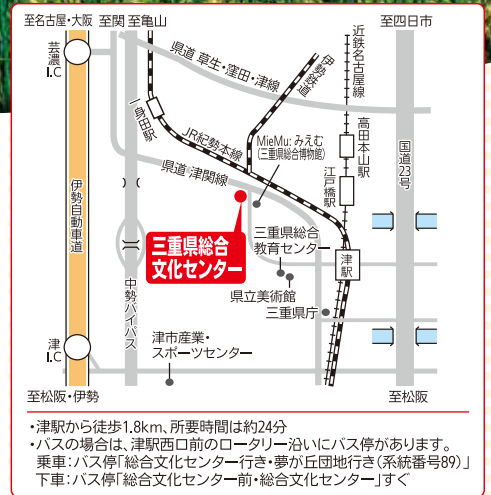 至名古屋・大阪
至関
至亀山
至四日市
芸濃
I.C
一身田駅
県道 草生・窪田・津線
伊勢鉄道
近鉄名古屋線
JR紀勢本線
MieMu:みえむ
(三重県総合博物館)
高田本山駅
江戸橋駅
国道23号
県道 津関線
伊勢自動車道
三重県総合
文化センター
三重県総合
教育センター
津駅
中勢バイパス
県立美術館
三重県庁
津
I.C
津市産業・
スポーツセンター
至松阪・伊勢
至松阪
・津駅から徒歩1.8km、所要時間は約24分
・バスの場合は、津駅西口前のロータリー沿いにバス停があります。
乗車:バス停「総合文化センター行き・夢が丘団地行き(系統番号89)」
下車:バス停「総合文化センター前・総合文化センター」すぐ